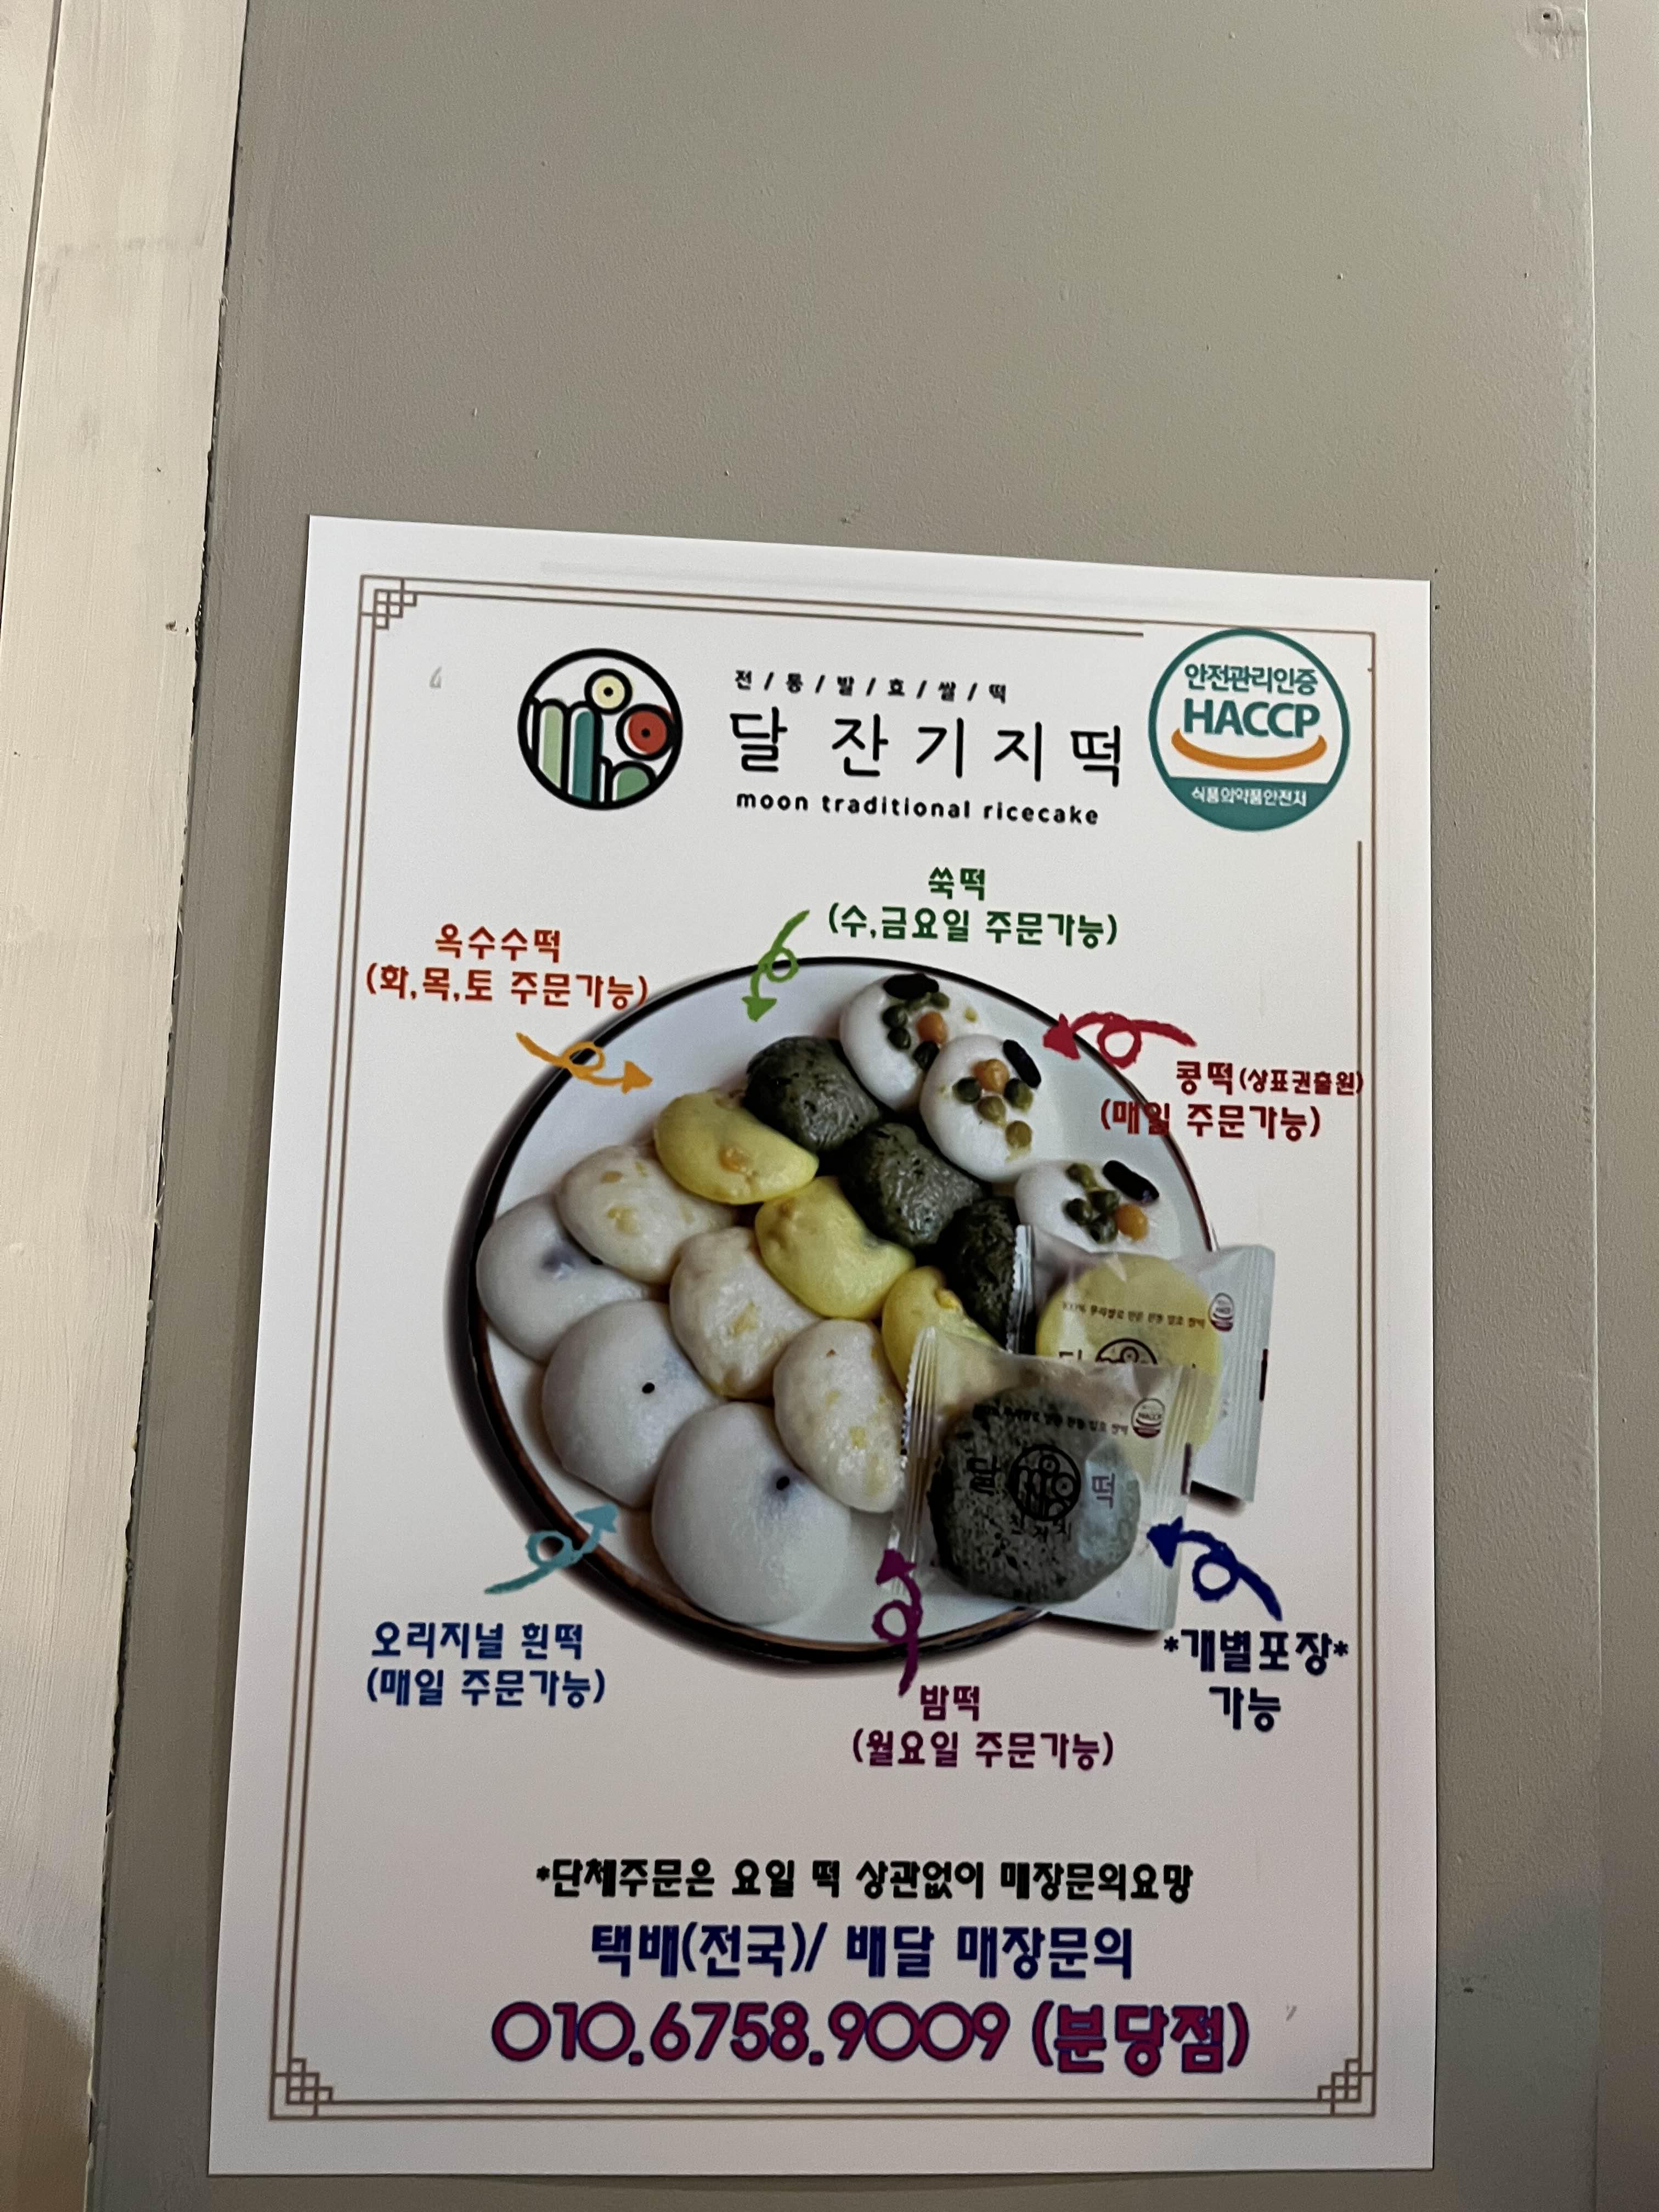 전/통/발/효/쌀/떡
달 잔기지떡
moon traditional ricecake
안전관리인증
HACCP
식품의약품안전처
쑥떡
(수,금요일 주문가능)
옥수수떡
(화,목,토 주문가능)
콩떡(상표권출원)
(매일 주문가능)
달 떡
잔기지
HACCP
오리지널 흰떡
(매일 주문가능)
밤떡
(월요일 주문가능)
*개별포장*
가능
*단체주문은 요일 떡 상관없이 매장문의요망
택배(전국)/ 배달 매장문의
010.6758.9009 (분당점)